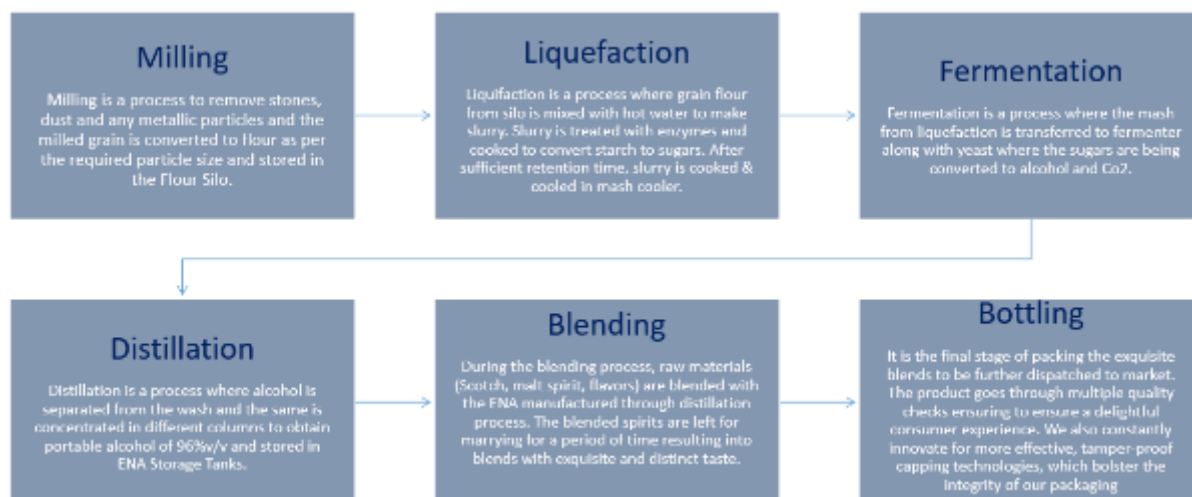 Milling
Milling is a process to remove stones,
dust and any metallic particles and the
milled grain is converted to flour as per
the required particle size and stored in
the Flour Silo.
Liquefaction
Liquifaction is a process where grain flour
from silo is mixed with hot water to make
slurry. Slurry is treated with enzymes and
cooked to convert starch to sugars. After
sufficient retention time, slurry is cooked &
cooled in mash cooler.
Fermentation
Fermentation is a process where the mash
from liquefaction is transferred to fermenter
along with yeast where the sugars are being
converted to alcohol and Co2.
Distillation
Distillation is a process where alcohol is
separated from the wash and the same is
concentrated in different columns to obtain
portable alcohol of 96%v/v and stored in
ENA Storage Tanks.
Blending
During the blending process, raw materials
(Scotch, malt spirit, flavors) are blended with
the ENA manufactured through distillation
process. The blended spirits are left for
marrying for a period of time resulting into
blends with exquisite and distinct taste.
Bottling
It is the final stage of packing the exquisite
blends to be further dispatched to market.
The product goes through multiple quality
checks ensuring to ensure a delightful
consumer experience. We also constantly
innovate for more effective, tamper-proof
capping technologies, which bolster the
integrity of our packaging